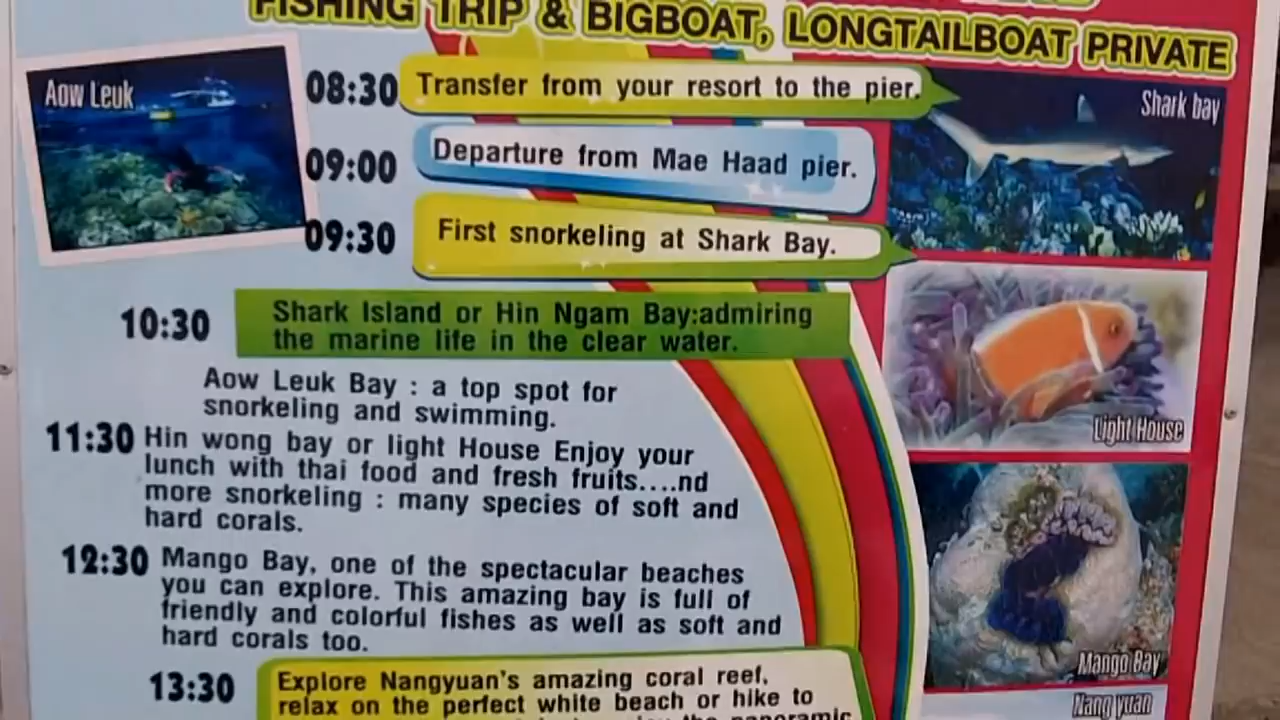 FISHING TRIP & BIGBOAT, LONGTAILBOAT PRIVATE
Aow Leuk
08:30 Transfer from your resort to the pier.
Shark bay
09:00 Departure from Mae Haad pier.
09:30 First snorkeling at Shark Bay.
10:30 Shark Island or Hin Ngam Bay:admiring
the marine life in the clear water.
Aow Leuk Bay : a top spot for
snorkeling and swimming.
Light House
11:30 Hin wong bay or light House Enjoy your
lunch with thai food and fresh fruits....nd
more snorkeling : many species of soft and
hard corals.
12:30 Mango Bay, one of the spectacular beaches
you can explore. This amazing bay is full of
friendly and colorful fishes as well as soft and
hard corals too.
Mango Bay
13:30 Explore Nangyuan's amazing coral reef,
relax on the perfect white beach or hike to
the panoramic
Nang yuan